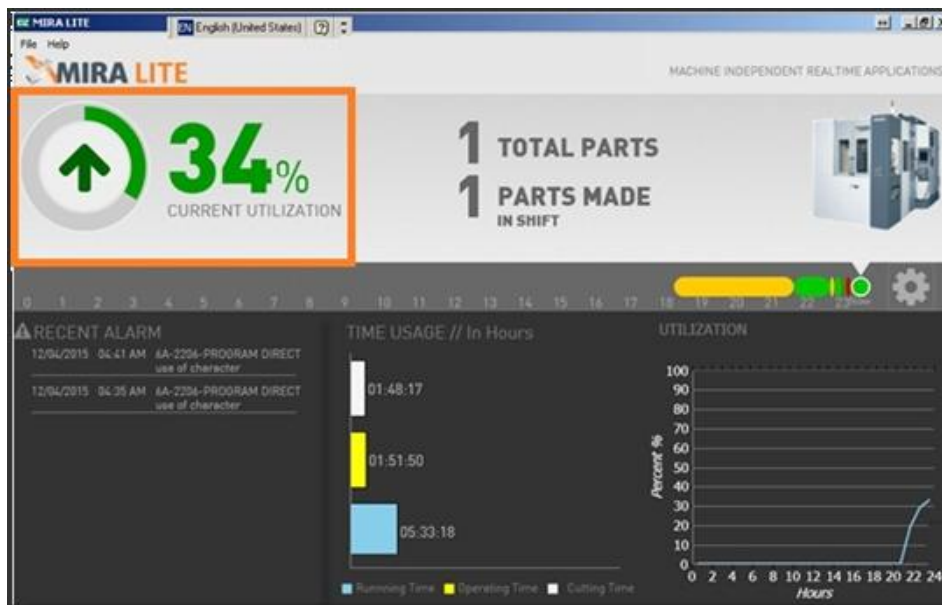 MIRA LITE
EN English (United States)
File Help
MIRA LITE
MACHINE INDEPENDENT REALTIME APPLICATIONS
34%
CURRENT UTILIZATION
1 TOTAL PARTS
1 PARTS MADE
IN SHIFT
0 1 2 3 4 5 6 7 8 9 10 11 12 13 14 15 16 17 18 19 20 21 22 23
RECENT ALARM
12/04/2015 04:41 AM 6A-2206-PROGRAM DIRECT
use of character
12/04/2015 04:35 AM 6A-2206-PROGRAM DIRECT
use of character
TIME USAGE // In Hours
01:48:17
01:51:50
05:33:18
Runnning Time Operating Time Cutting Time
UTILIZATION
100
90
80
70
60
50
40
30
20
10
0
Percent %
0 2 4 6 8 10 12 14 16 18 20 22 24
Hours